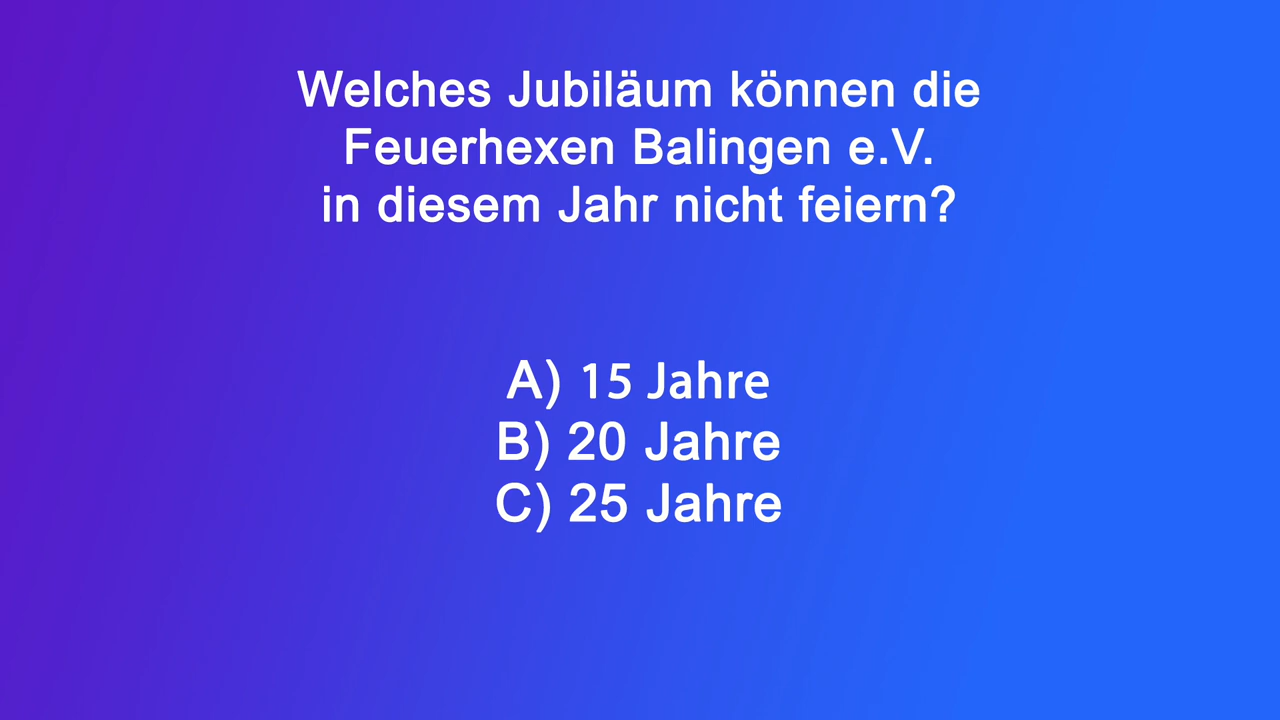 Welches Jubiläum können die
Feuerhexen Balingen e.V.
in diesem Jahr nicht feiern?
A) 15 Jahre
B) 20 Jahre
C) 25 Jahre